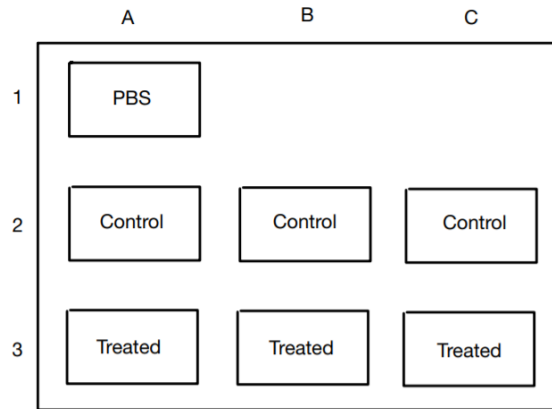 A B C
1 PBS
2 Control Control Control
3 Treated Treated Treated